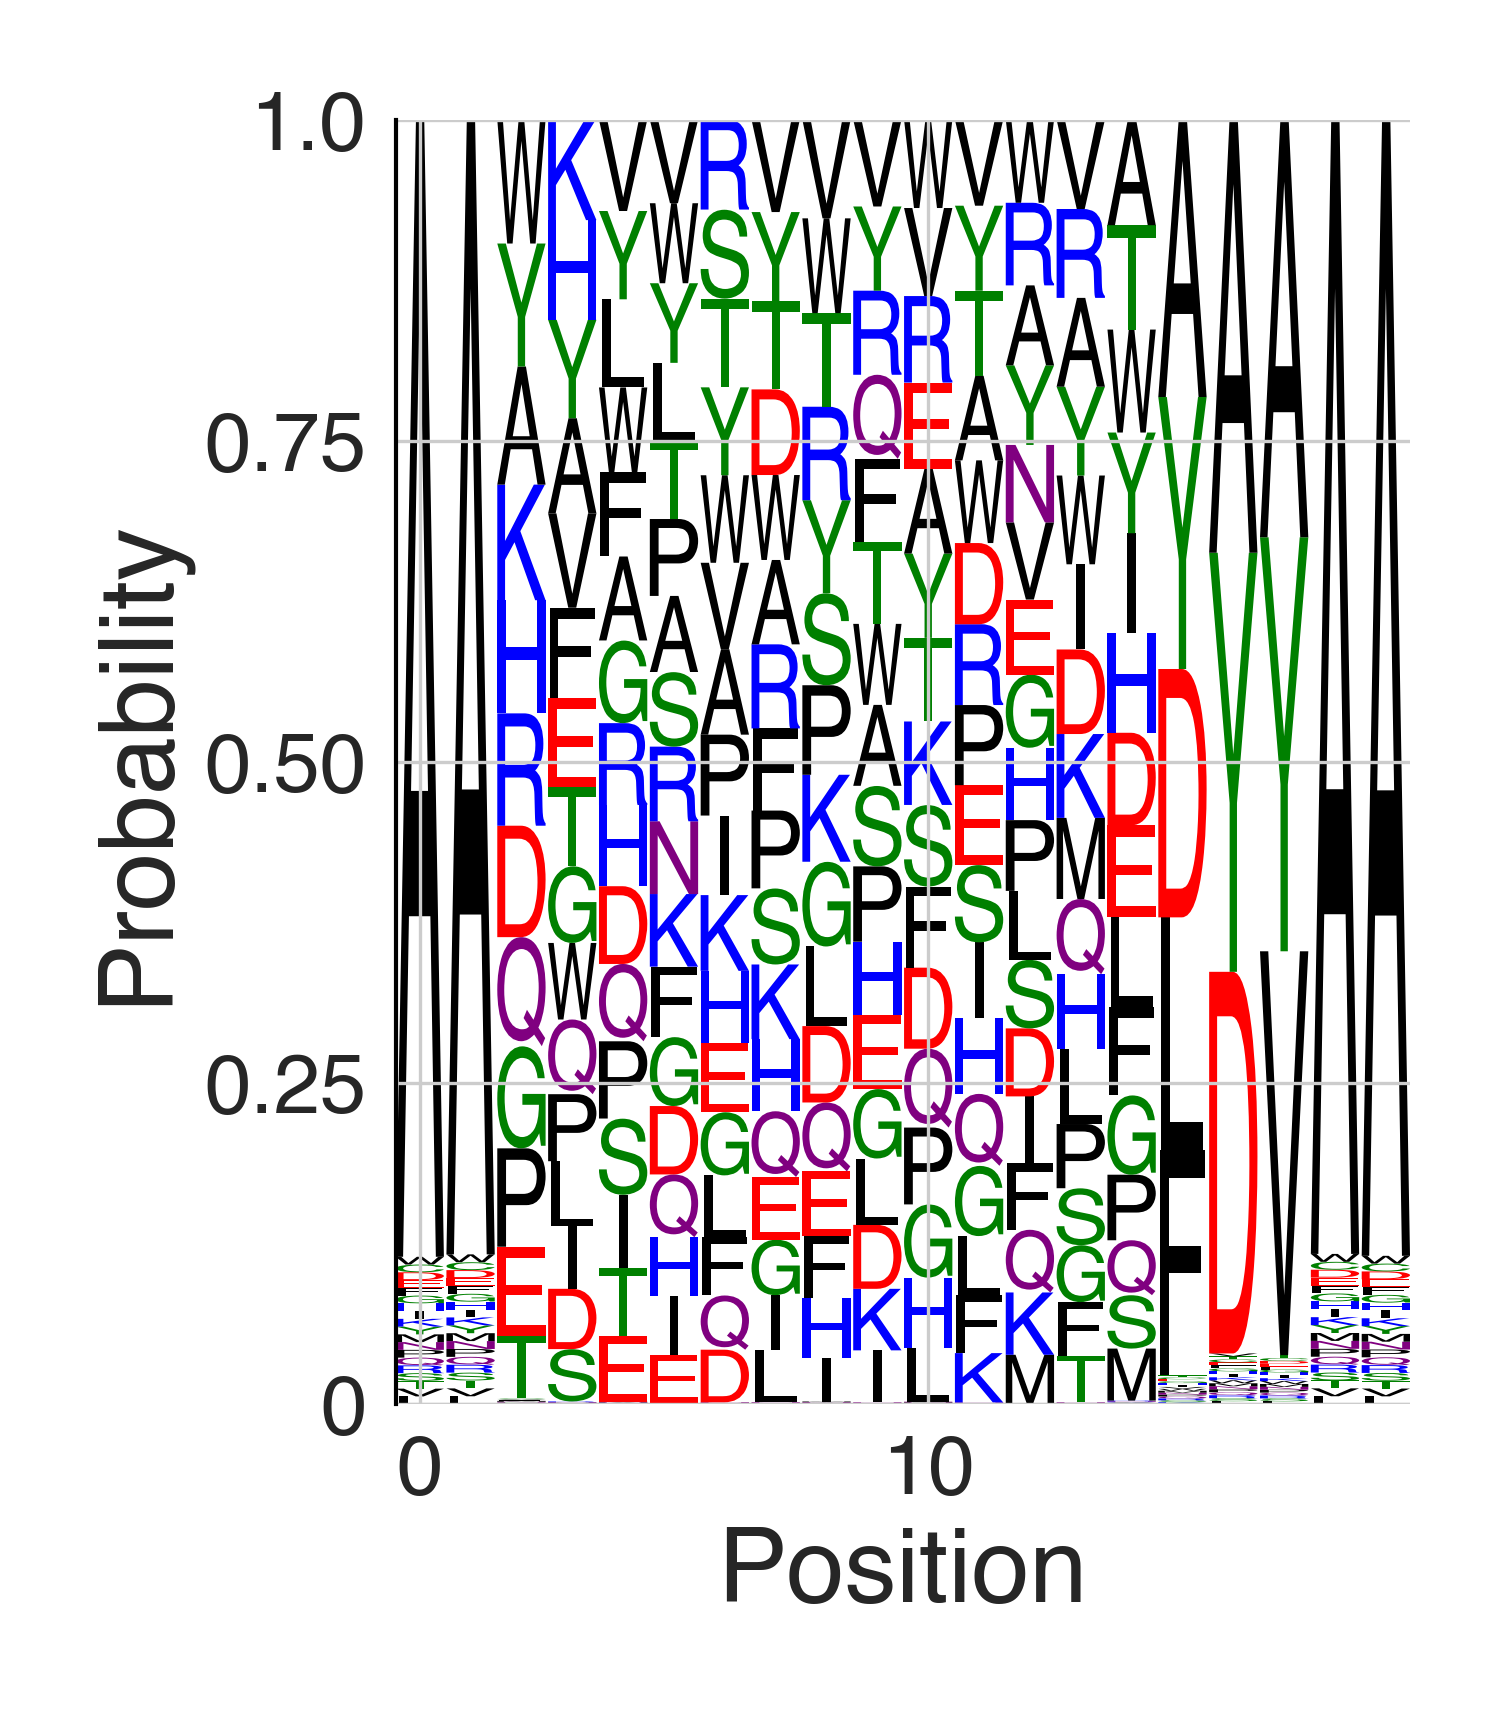 1.0
0.75
0.50
0.25
0
Probability
0 10
Position
A
A
W Y A K H R D Q G P E T
K H Y A V F E T G W Q P L I D S
V Y L W F A G R H D Q P S I T E
V W Y L T P A S R N K F G D Q H I E
R S T Y W V A P I K H E G L F Q D
V Y T D W A R F P S K H Q E G I L
V W T R Y S P K G L D Q E F H I
V Y R Q F T W A S P H E G L D K I
W V R E A Y T K S F D Q P G H L
V Y T A W D R P E S I H Q G L F K
W R A Y N V E G H P L S D I F Q K M
V R A Y W I D K M Q H L P S G F T
A T W Y I H D E L F G P Q S M
A Y D L F
A Y D
A Y V
A
A